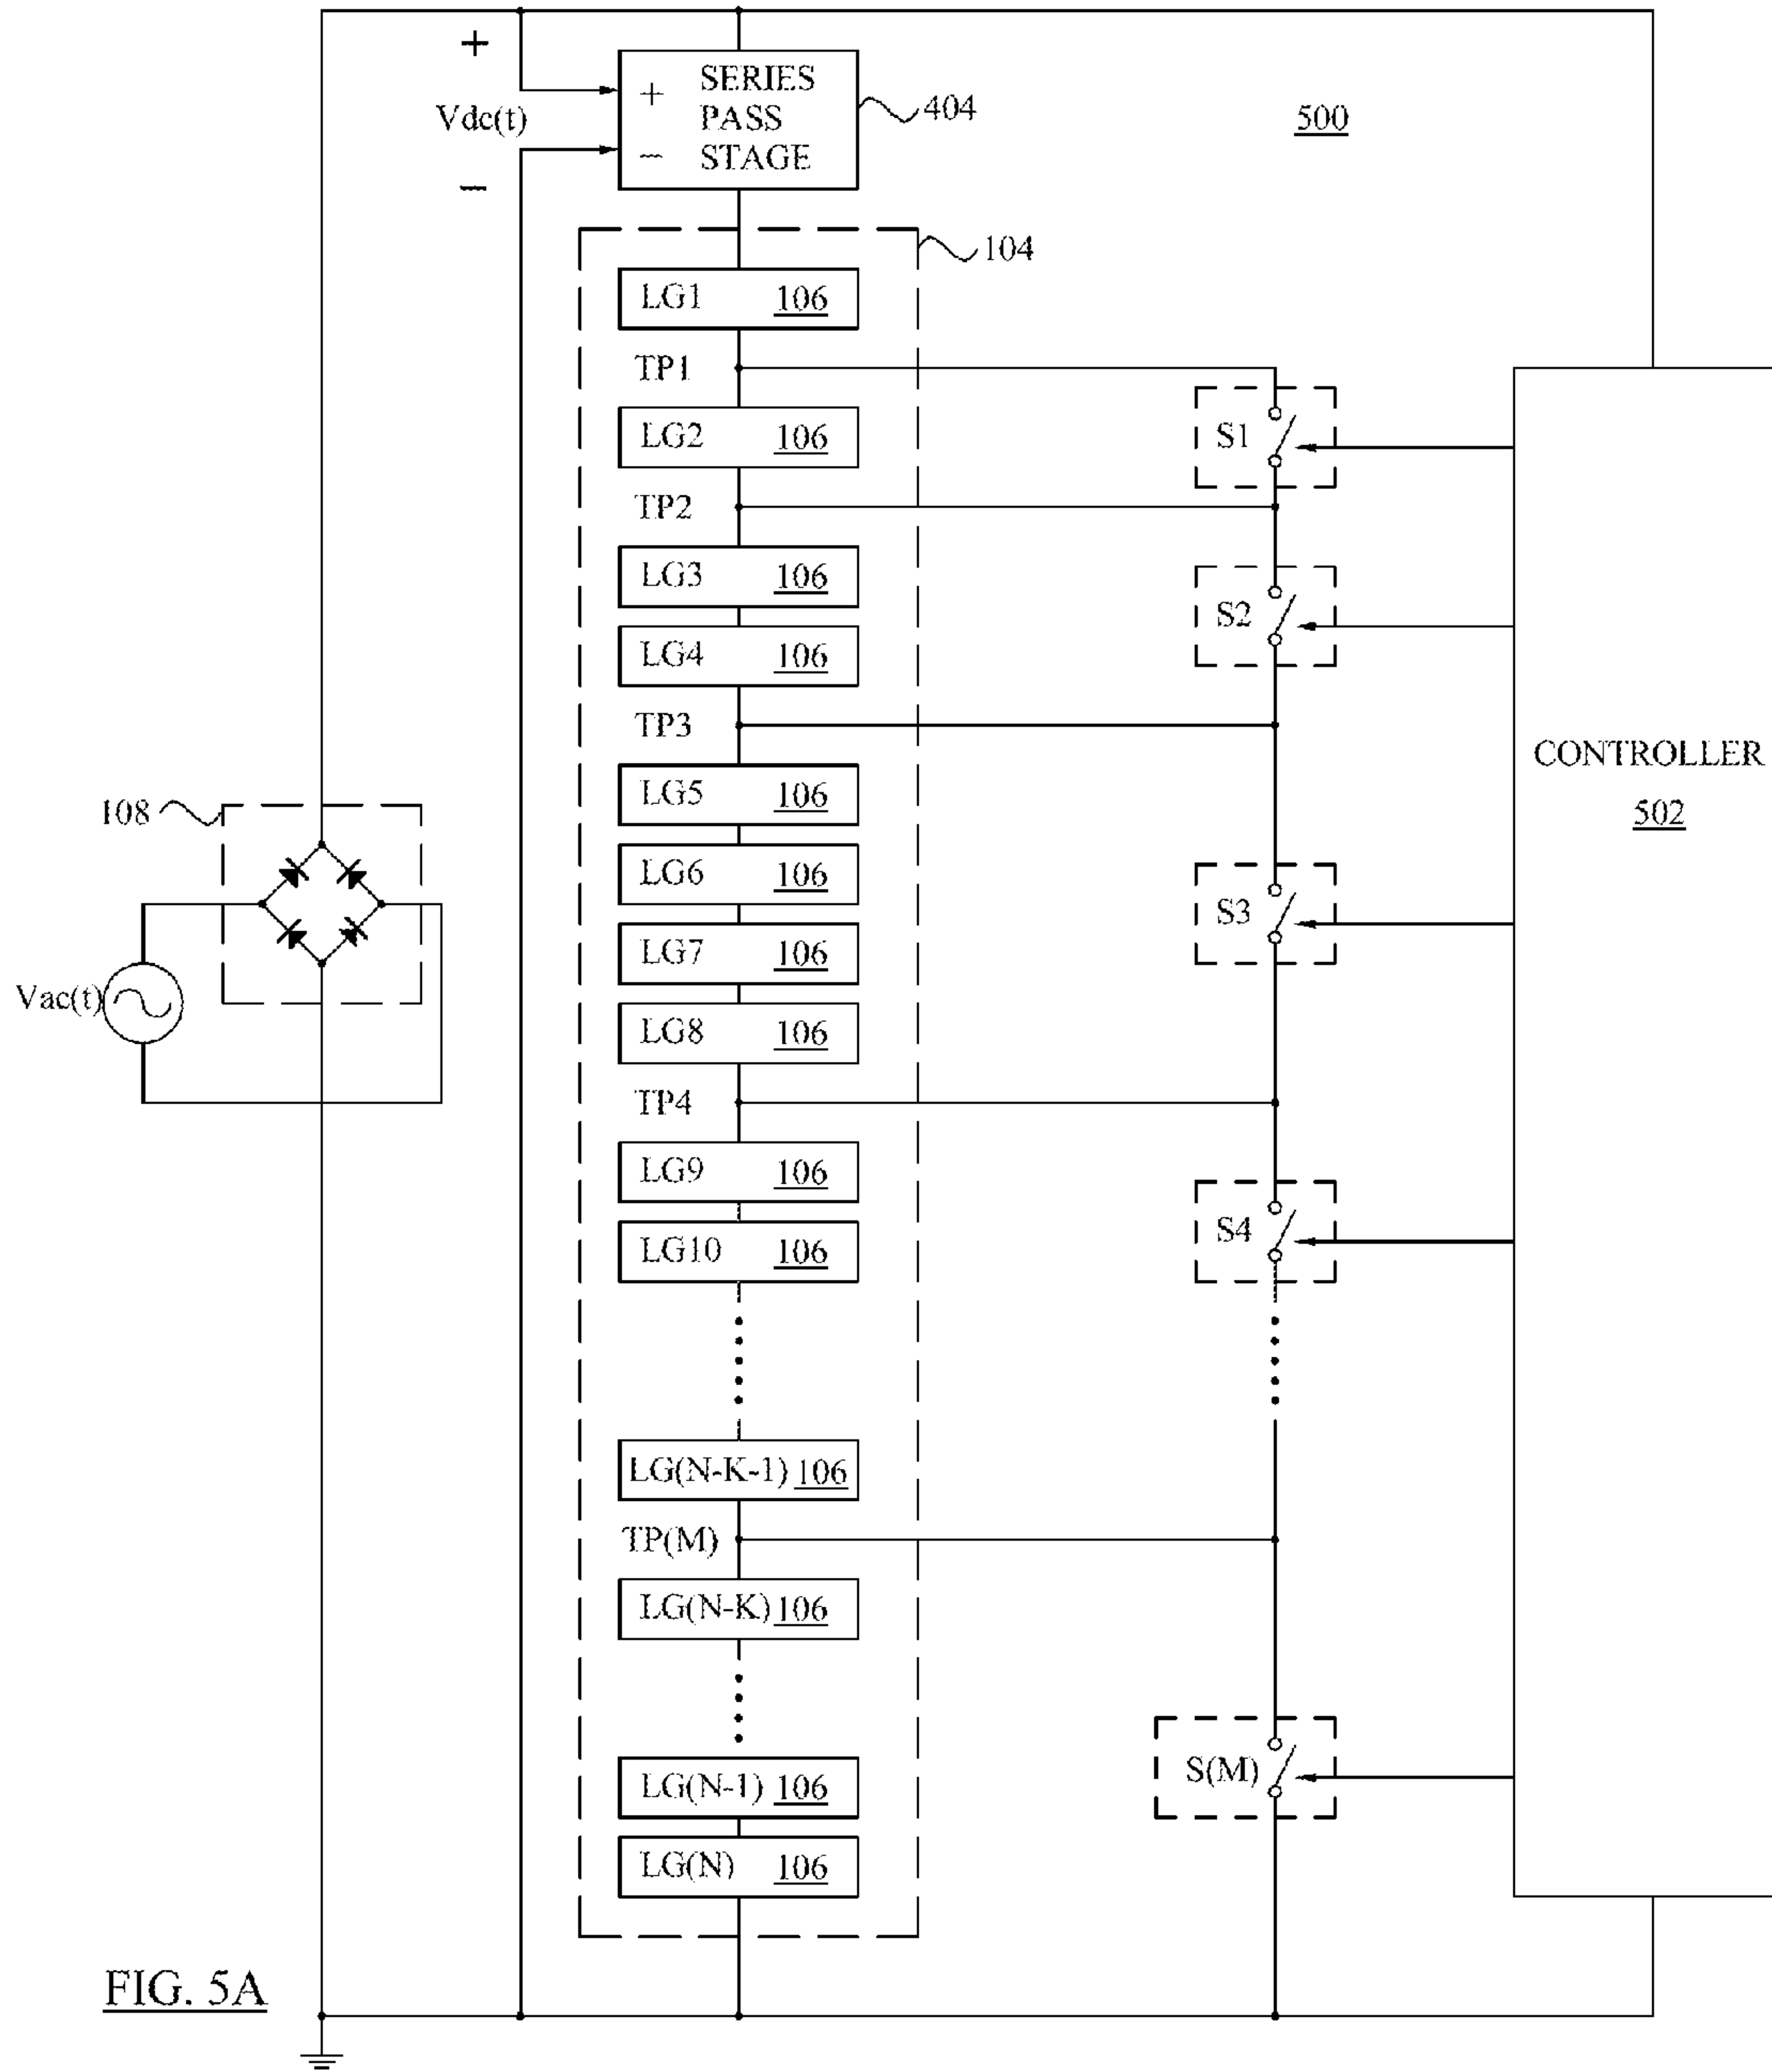 +
Vdc(t)
−
+ SERIES
PASS
− STAGE
404
500
104
LG1 106
TP1
LG2 106
S1
TP2
LG3 106
S2
LG4 106
TP3
CONTROLLER
502
LG5 106
108
LG6 106
S3
LG7 106
Vac(t)
LG8 106
TP4
LG9 106
S4
LG10 106
LG(N-K-1) 106
TP(M)
LG(N-K) 106
S(M)
LG(N-1) 106
LG(N) 106
FIG. 5A